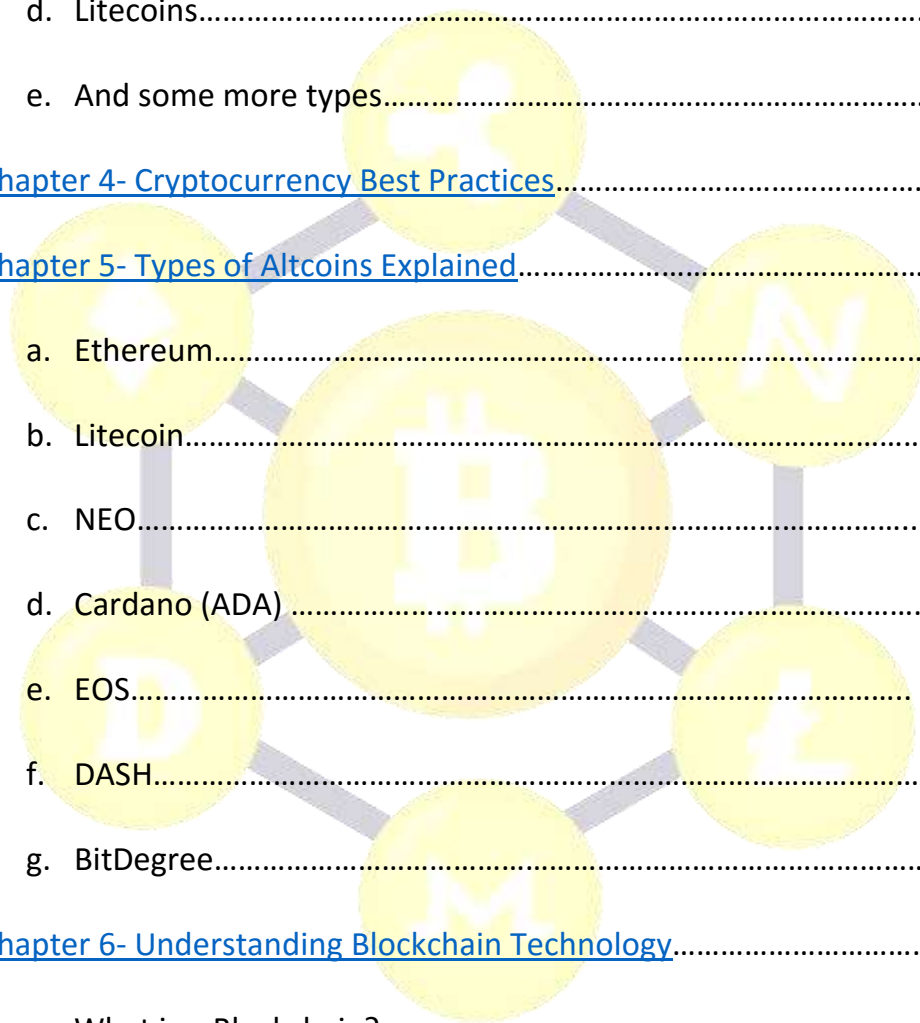 d. Litecoins……………………………………………………………………………
e. And some more types…………………………………………………………
hapter 4- Cryptocurrency Best Practices………………………………………
hapter 5- Types of Altcoins Explained……………………………………………
a. Ethereum…………………………………………………………………………
b. Litecoin……………………………………………………………………………
c. NEO…………………………………………………………………………………
d. Cardano (ADA) …………………………………………………………………
e. EOS…………………………………………………………………………………
f. DASH………………………………………………………………………………
g. BitDegree…………………………………………………………………………
hapter 6- Understanding Blockchain Technology……………………………